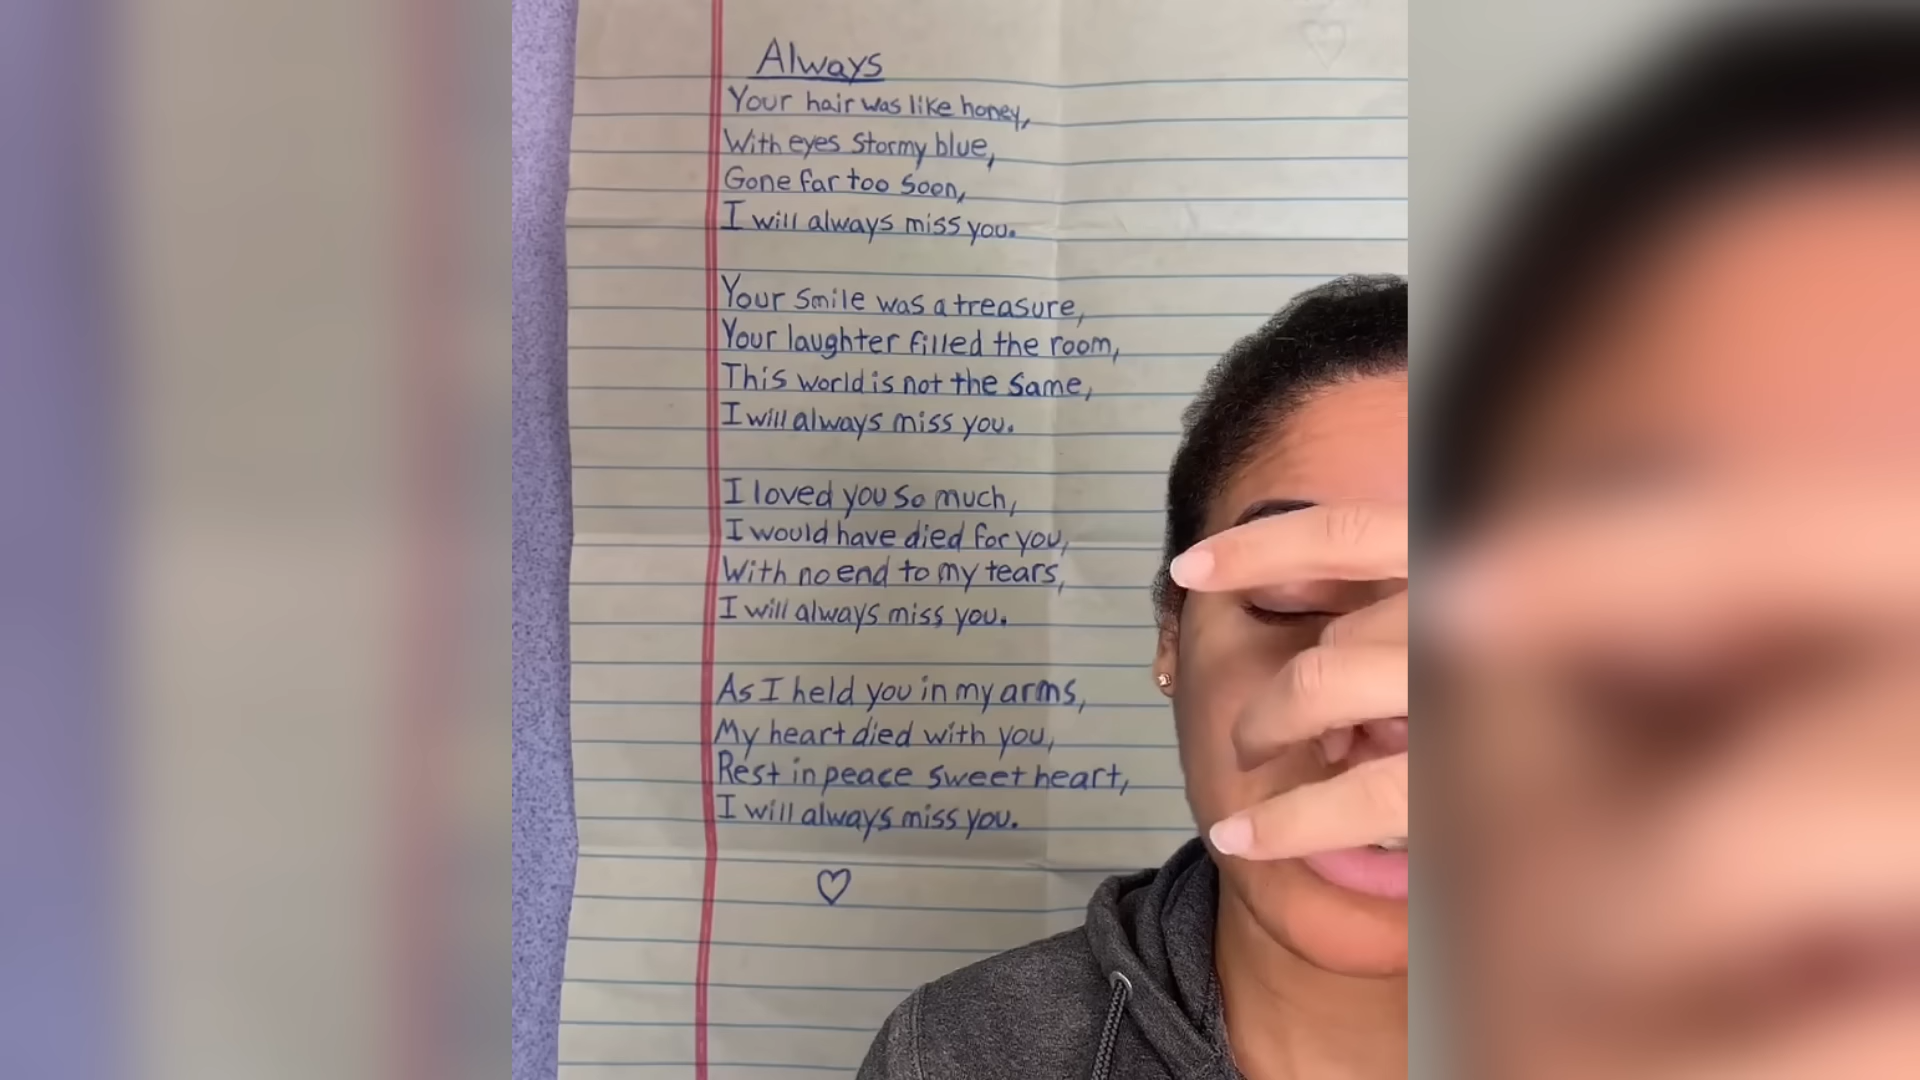 Always
Your hair was like honey,
With eyes stormy blue,
Gone far too soon,
I will always miss you.
Your smile was a treasure,
Your laughter filled the room,
This world is not the same,
I will always miss you.
I loved you so much,
I would have died for you,
With no end to my tears,
I will always miss you.
As I held you in my arms,
My heart died with you,
Rest in peace sweet heart,
I will always miss you.